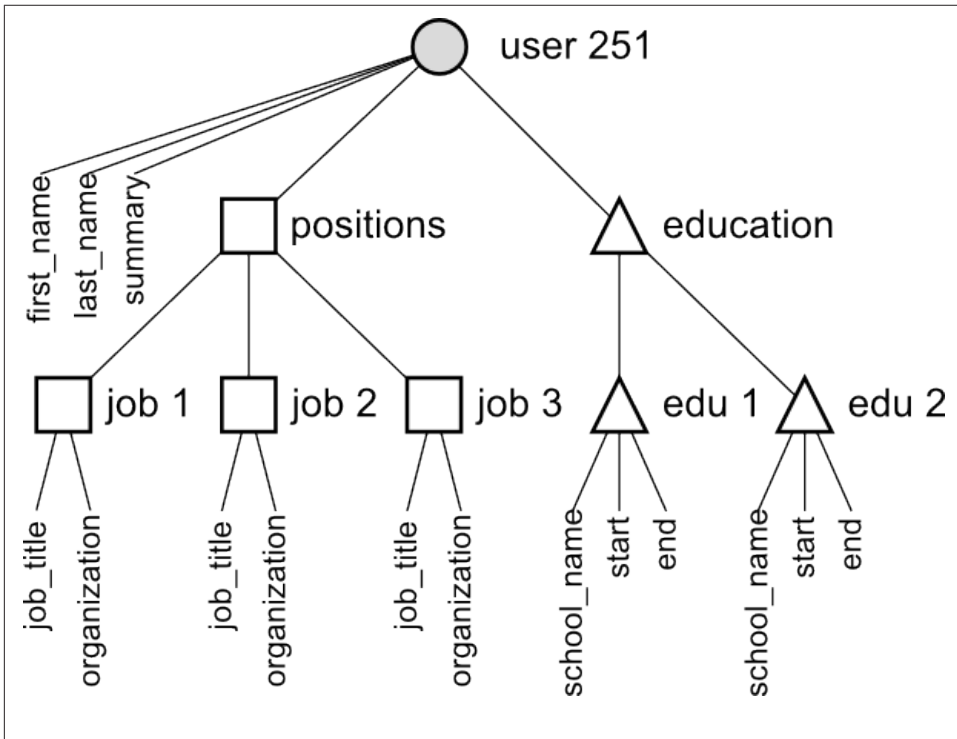 user 251
first_name
last_name
summary
positions
education
job 1
job 2
job 3
edu 1
edu 2
job_title
organization
job_title
organization
job_title
organization
school_name
start
end
school_name
start
end